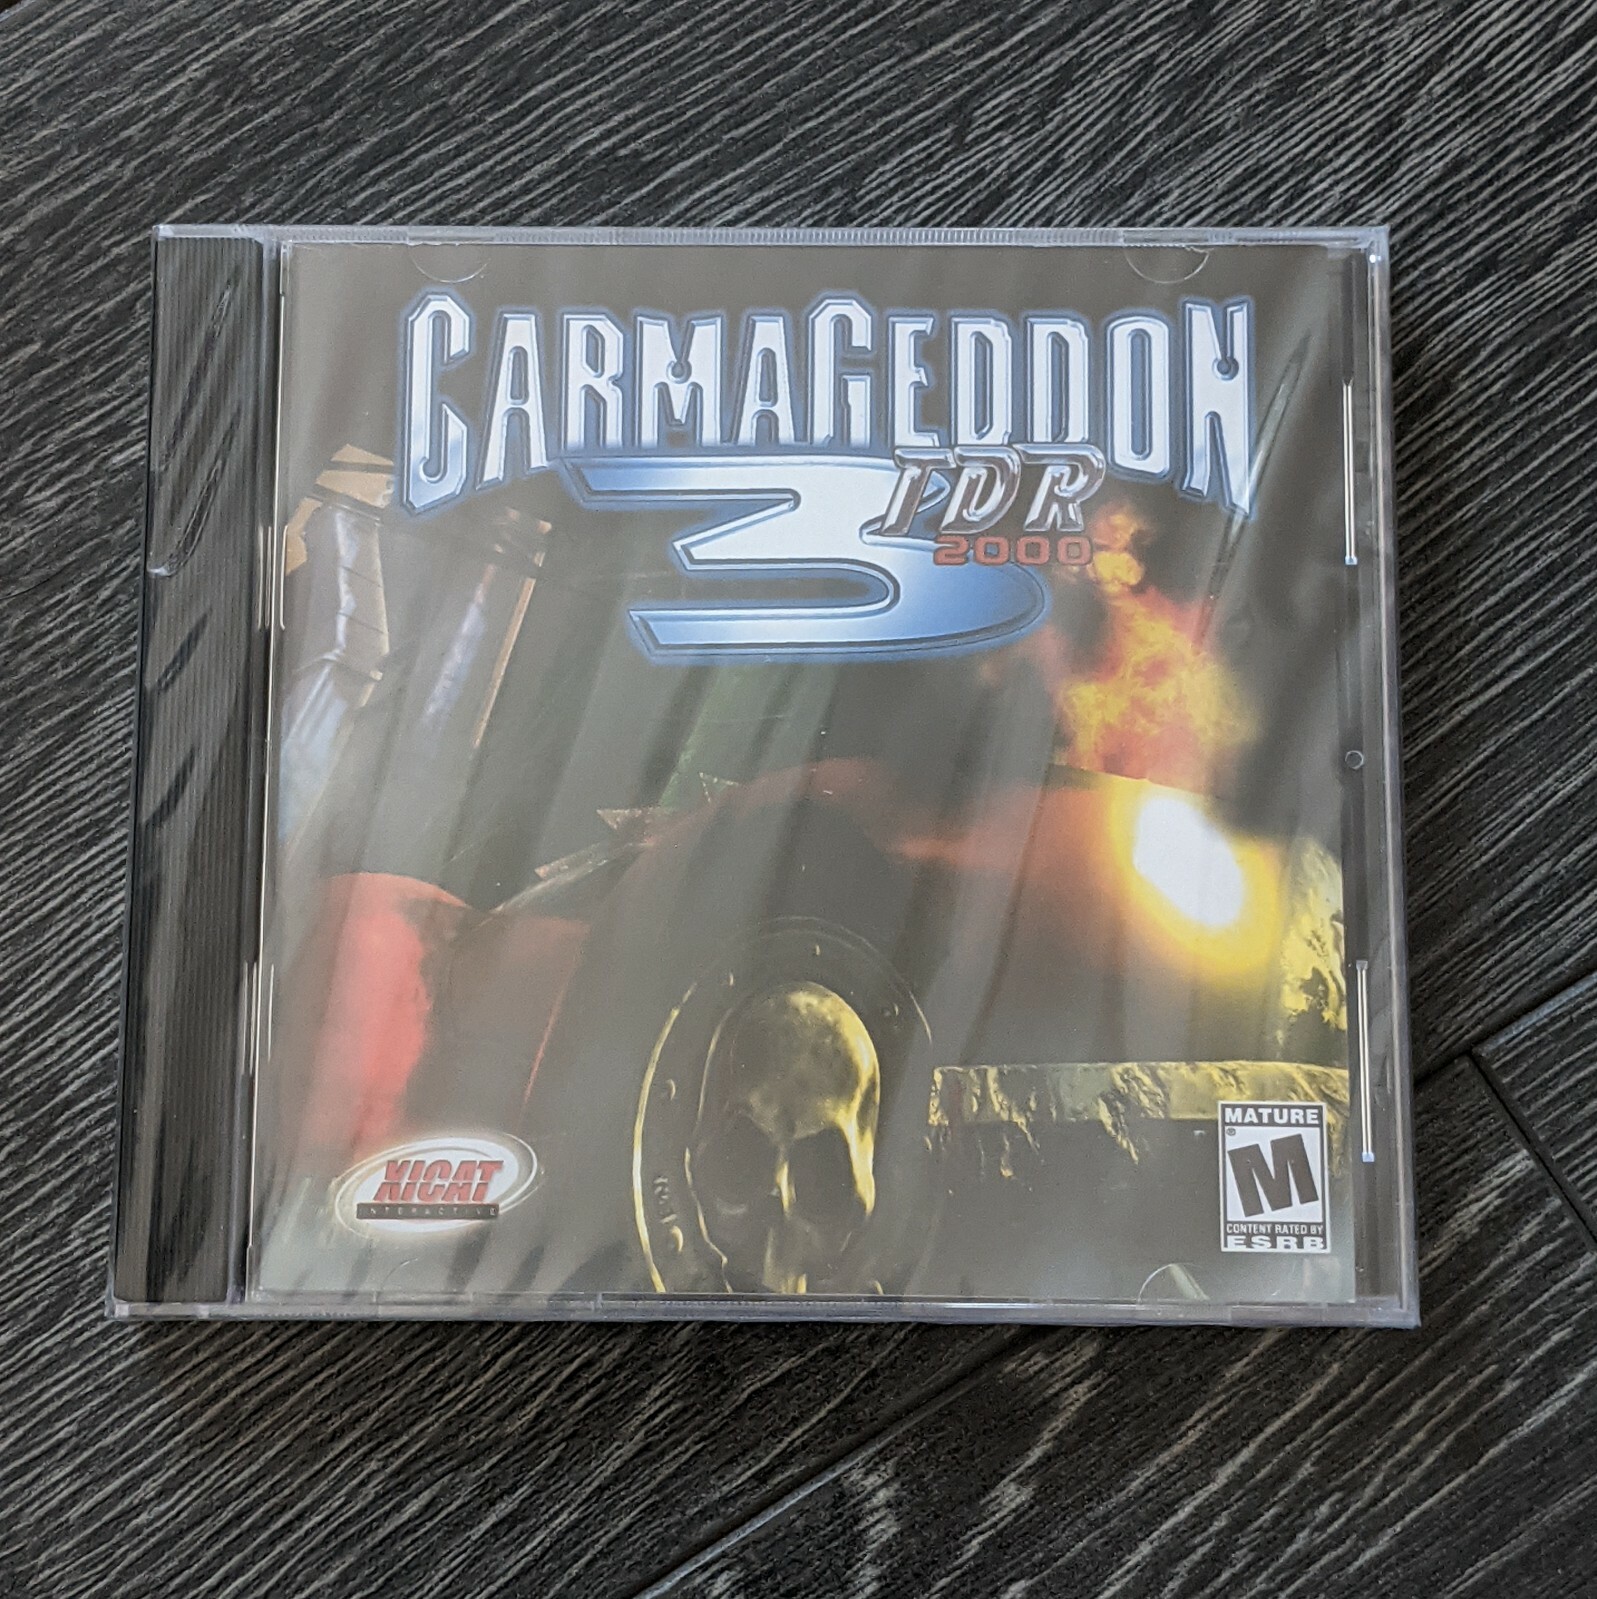 CARMAGEDDON
3 TDR
2000
XICAT
INTERACTIVE
MATURE
M
CONTENT RATED BY
ESRB